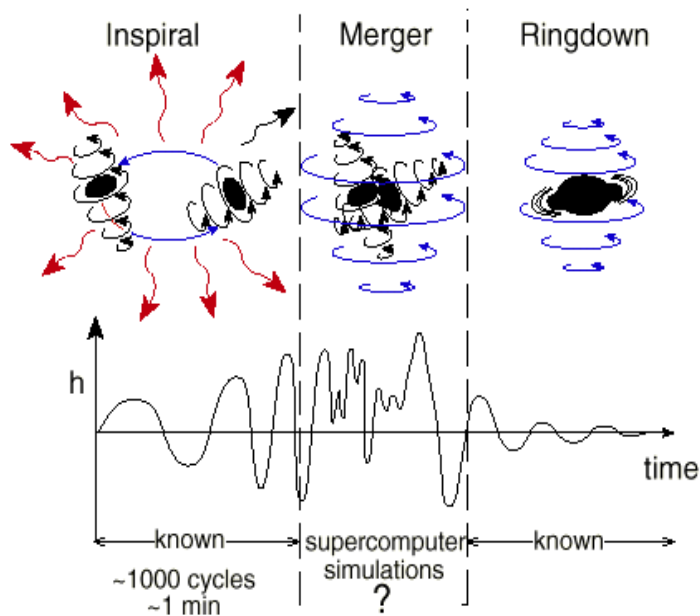 Inspiral
Merger
Ringdown
h
time
known
supercomputer
simulations
?
known
~1000 cycles
~1 min